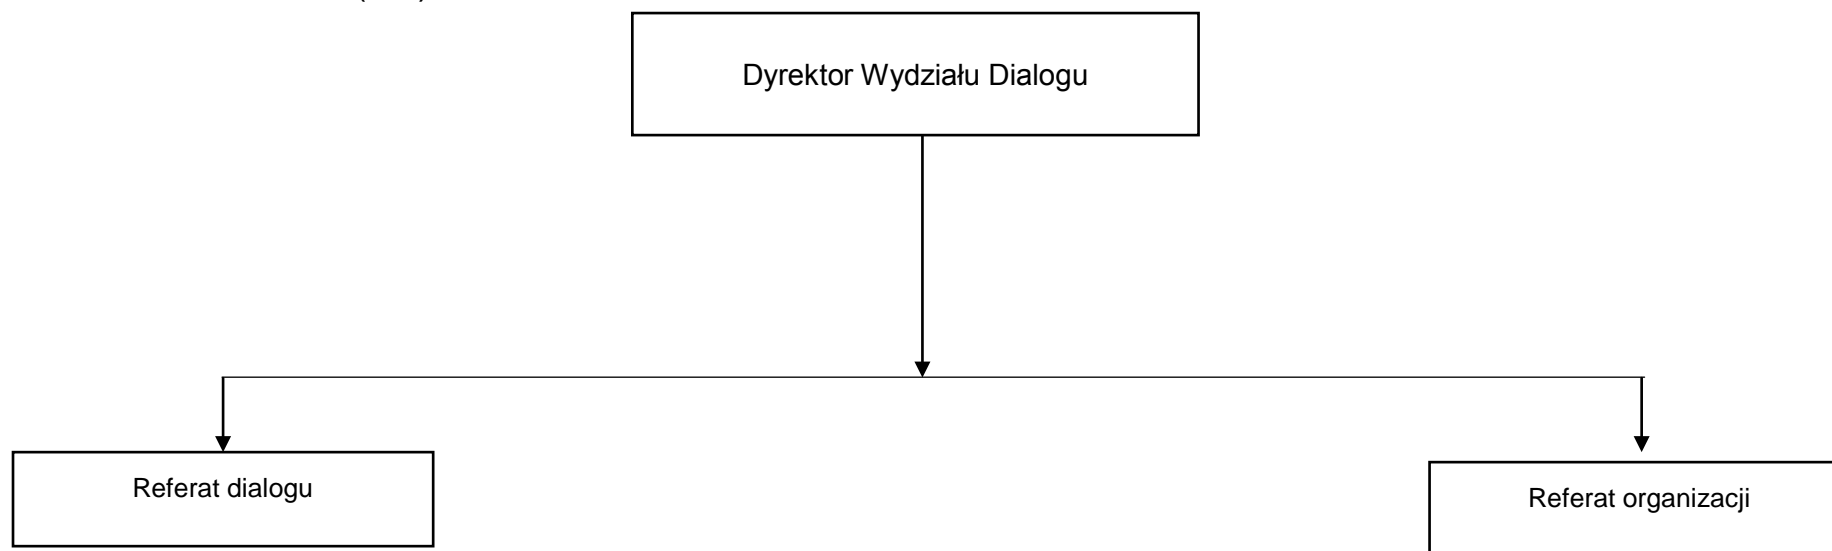 Dyrektor Wydziału Dialogu
Referat dialogu
Referat organizacji